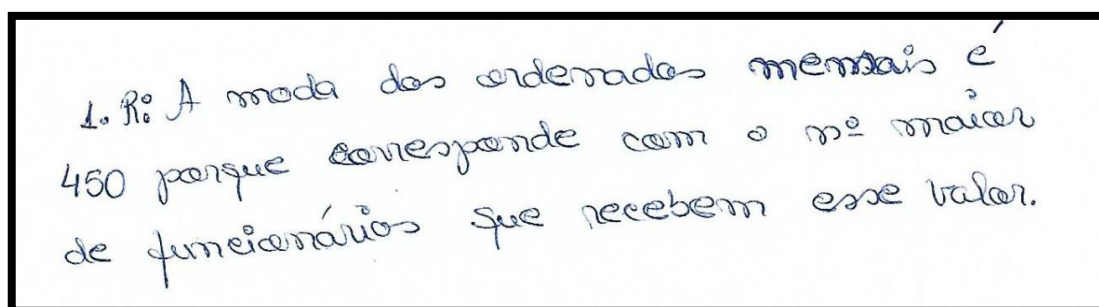 1. R: A moda dos ordenados mensais é
450 porque corresponde com o nº maior
de funcionários que recebem esse valor.